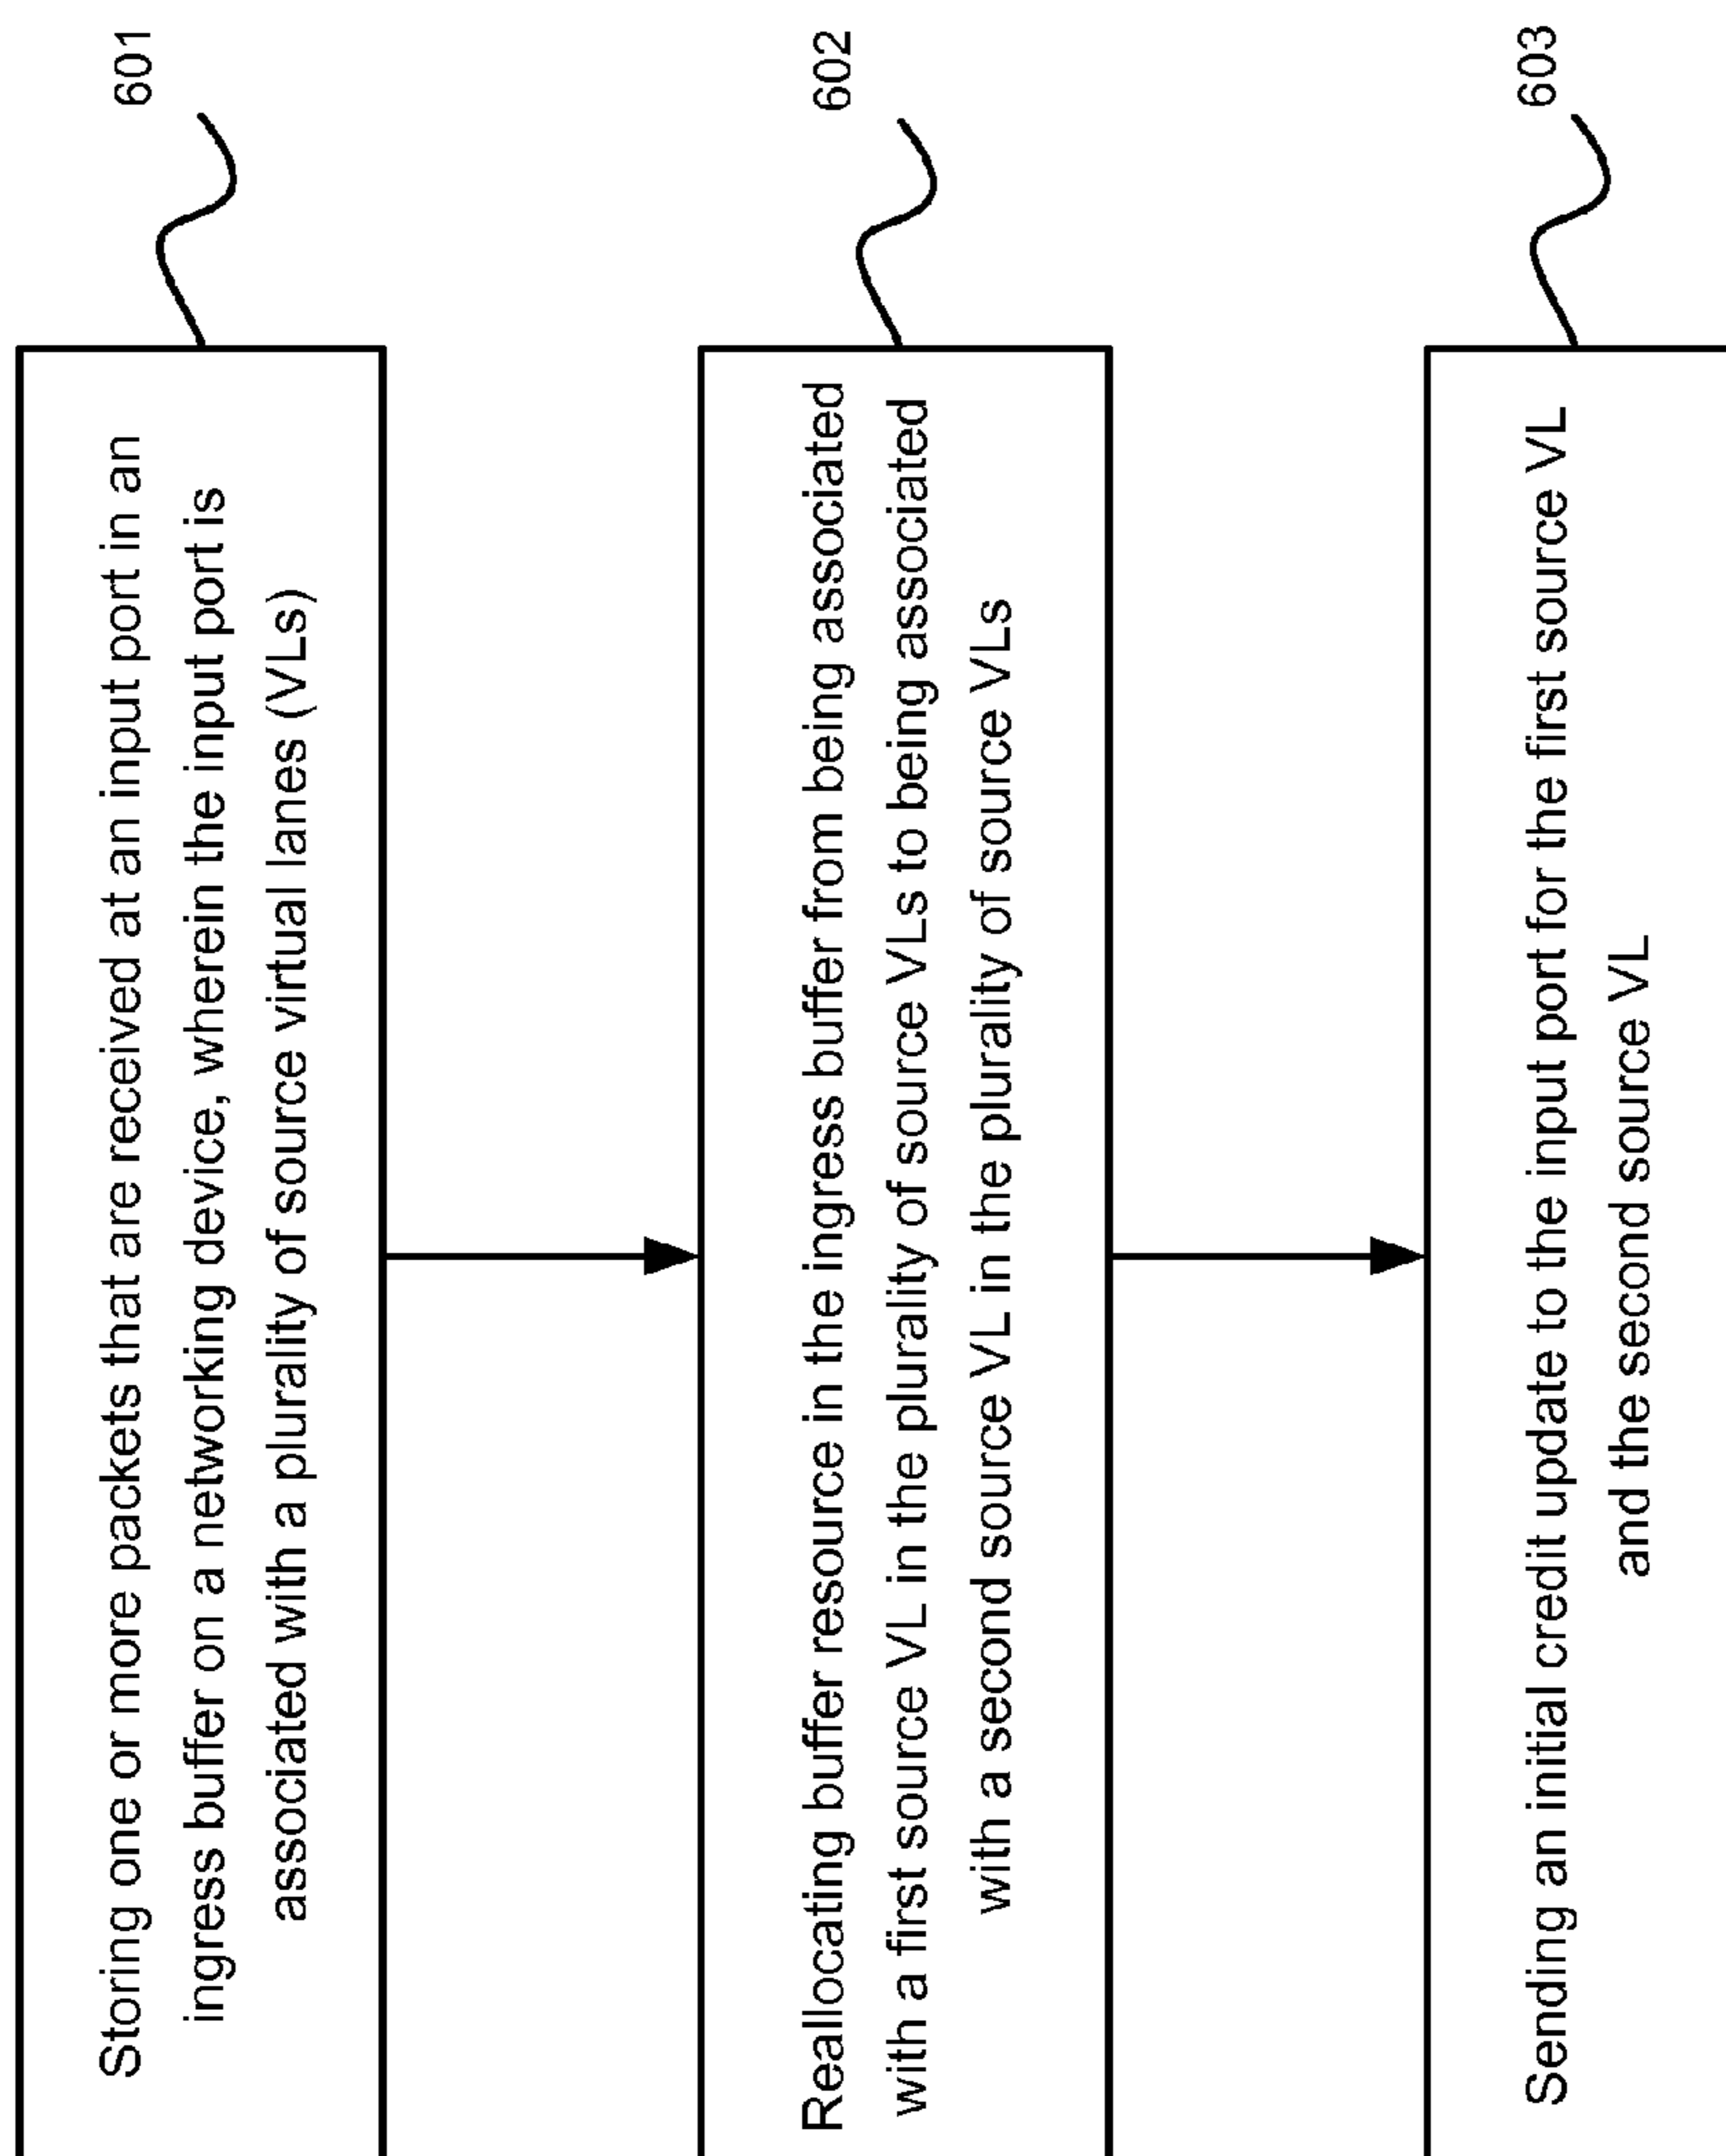 Storing one or more packets that are received at an input port in an
ingress buffer on a networking device, wherein the input port is
associated with a plurality of source virtual lanes (VLs)
601
Reallocating buffer resource in the ingress buffer from being associated
with a first source VL in the plurality of source VLs to being associated
with a second source VL in the plurality of source VLs
602
Sending an initial credit update to the input port for the first source VL
and the second source VL
603